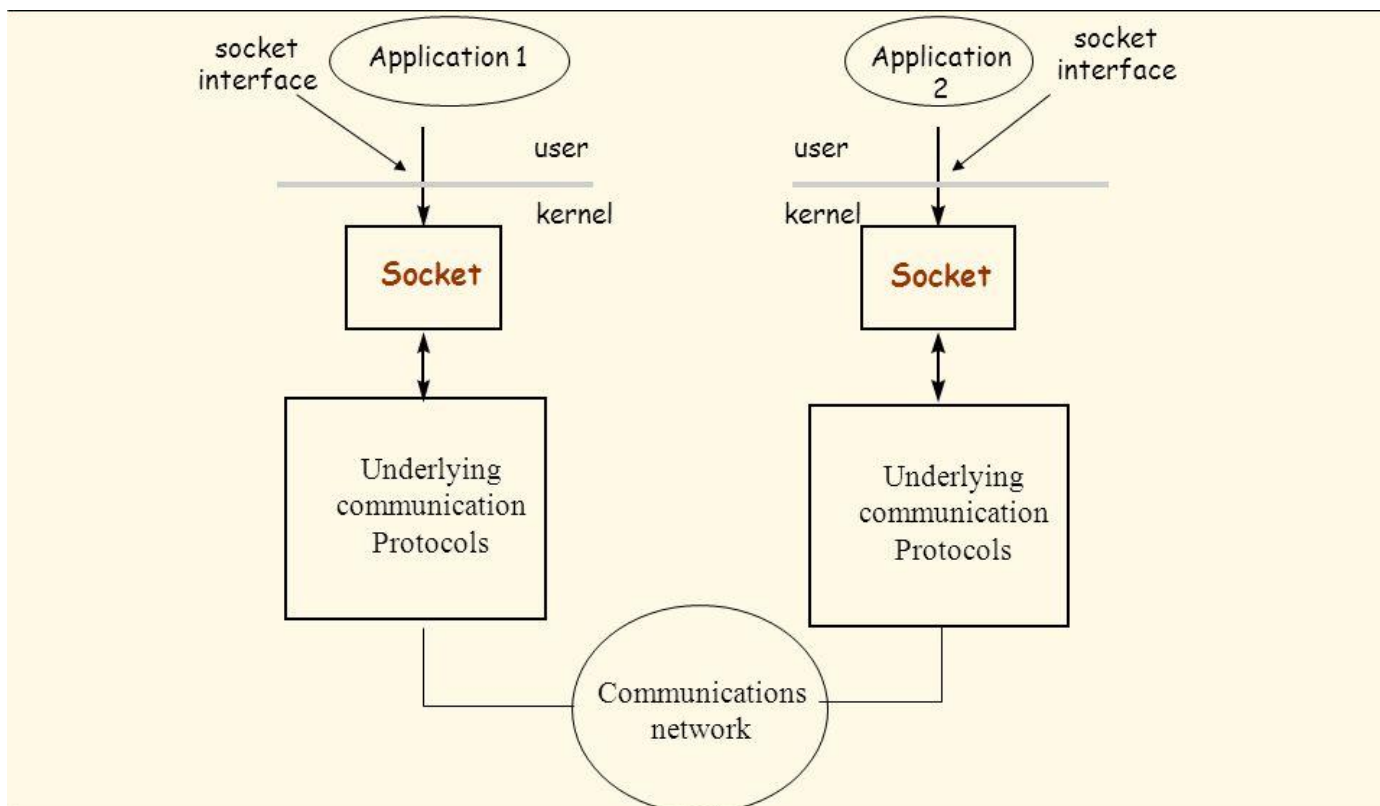 socket
interface
Application 1
user
kernel
Socket
Underlying
communication
Protocols
Application
2
socket
interface
user
kernel
Socket
Underlying
communication
Protocols
Communications
network